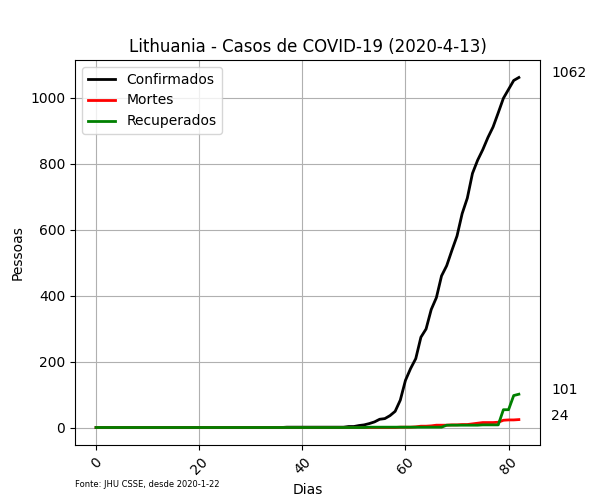 Lithuania - Casos de COVID-19 (2020-4-13)
Confirmados
Mortes
Recuperados
1062
101
24
Pessoas
1000
800
600
400
200
0
0
20
40
60
80
Dias
Fonte: JHU CSSE, desde 2020-1-22